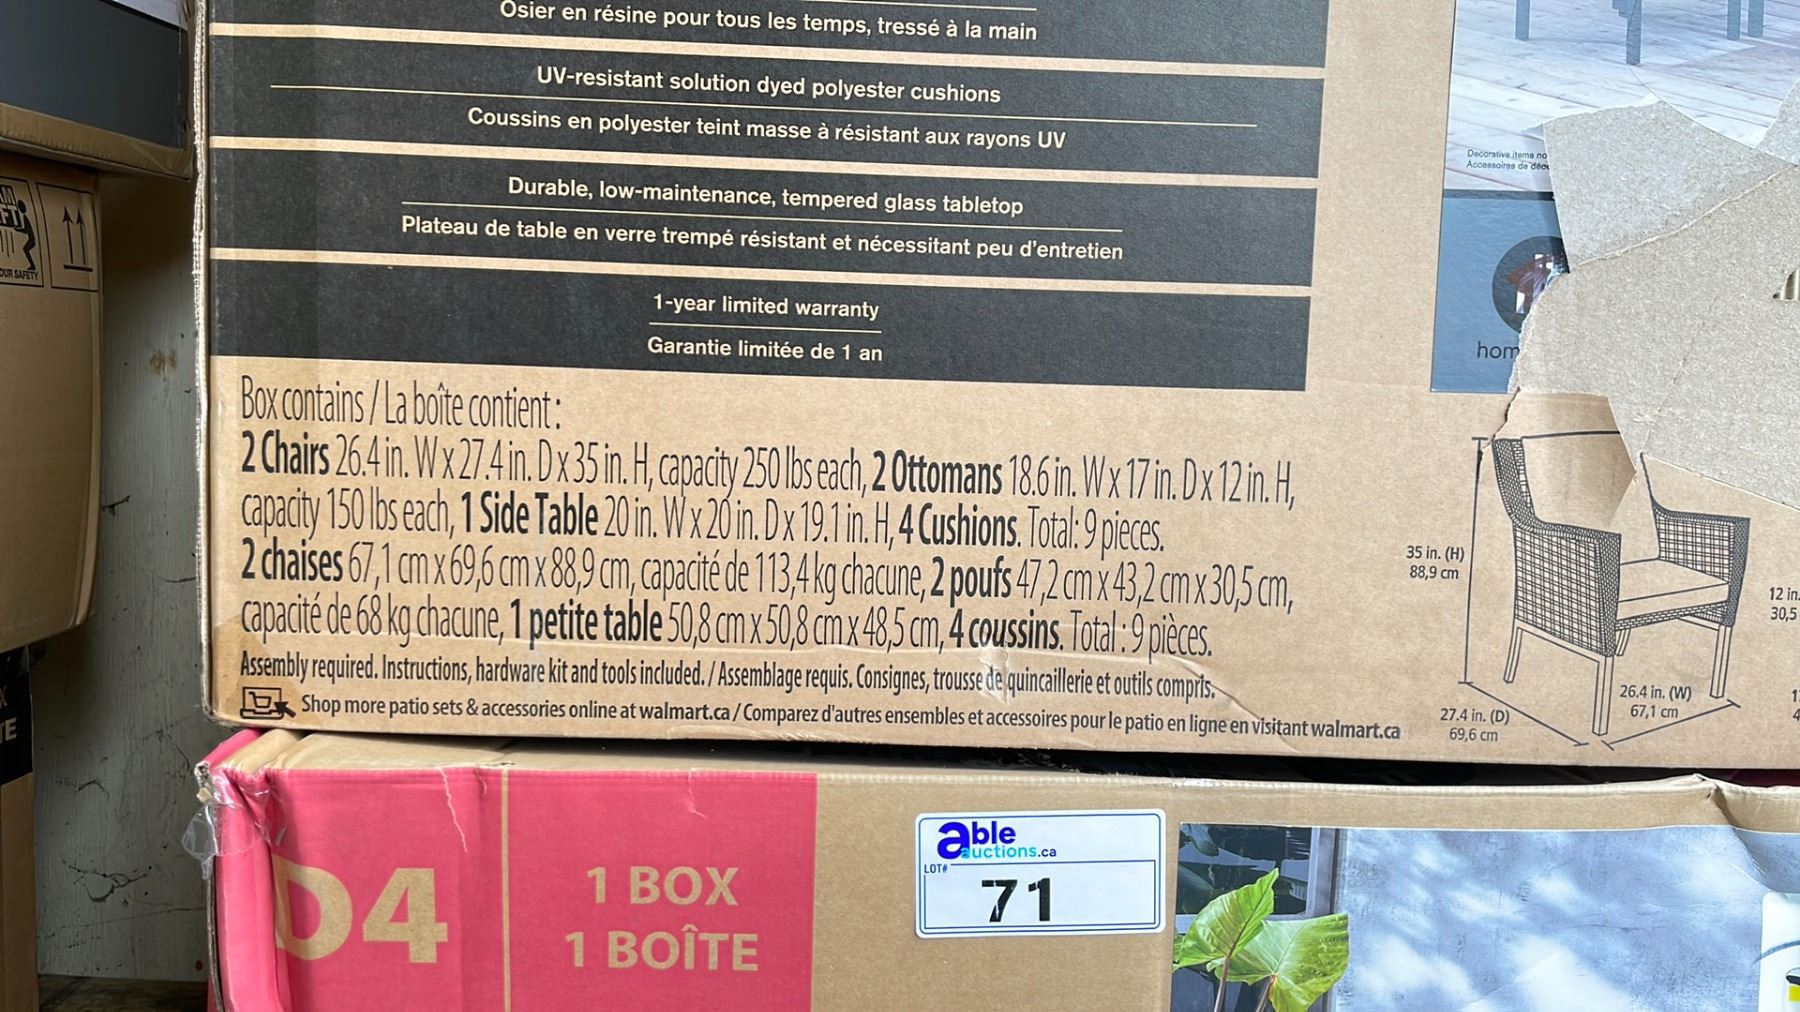 Osier en résine pour tous les temps, tressé à la main
UV-resistant solution dyed polyester cushions
Coussins en polyester teint masse à résistant aux rayons UV
Durable, low-maintenance, tempered glass tabletop
Plateau de table en verre trempé résistant et nécessitant peu d'entretien
1-year limited warranty
Garantie limitée de 1 an
Box contains / La boîte contient :
2 Chairs 26.4 in. W x 27.4 in. D x 35 in. H, capacity 250 lbs each, 2 Ottomans 18.6 in. W x 17 in. D x 12 in. H,
capacity 150 lbs each, 1 Side Table 20 in. W x 20 in. D x 19.1 in. H, 4 Cushions. Total: 9 pieces.
2 chaises 67,1 cm x 69,6 cm x 88,9 cm, capacité de 113,4 kg chacune, 2 poufs 47,2 cm x 43,2 cm x 30,5 cm,
capacité de 68 kg chacune, 1 petite table 50,8 cm x 50,8 cm x 48,5 cm, 4 coussins. Total : 9 pièces.
Assembly required. Instructions, hardware kit and tools included. / Assemblage requis. Consignes, trousse de quincaillerie et outils compris.
Shop more patio sets & accessories online at walmart.ca / Comparez d'autres ensembles et accessoires pour le patio en ligne en visitant walmart.ca
Decorative items no
Accessoires de déco
hom
35 in. (H)
88,9 cm
27.4 in. (D)
69,6 cm
26.4 in. (W)
67,1 cm
12 in.
30,5
OUR SAFETY
D4
1 BOX
1 BOÎTE
able
auctions.ca
LOT#
71